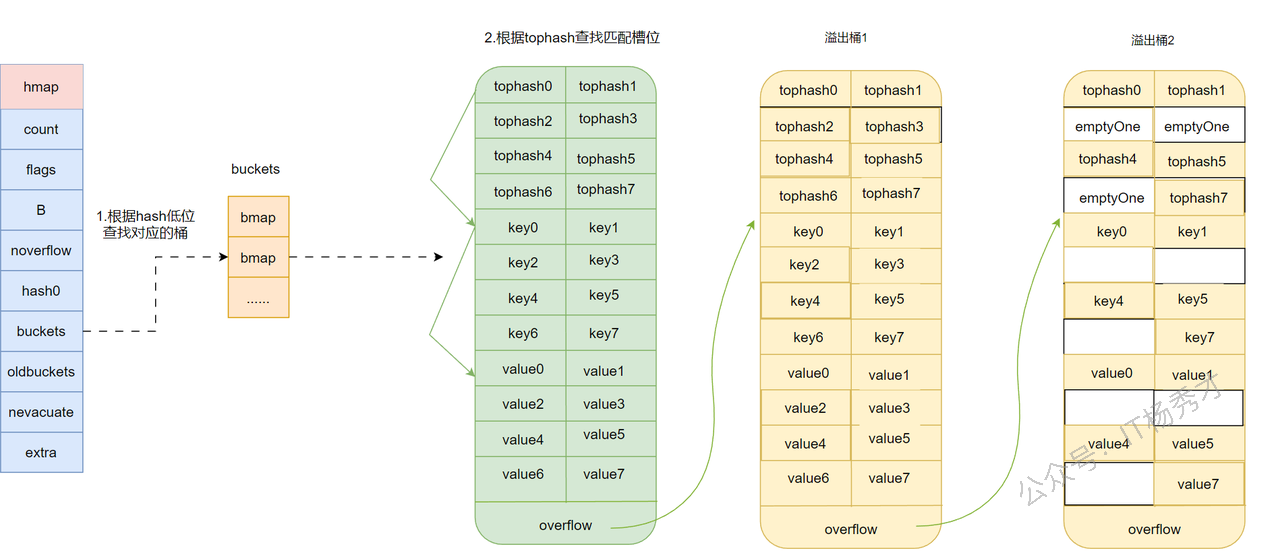 hmap
count
flags
B
noverflow
hash0
buckets
oldbuckets
nevacuate
extra
1.根据hash低位
查找对应的桶
buckets
bmap
bmap
......
2.根据tophash查找匹配槽位
tophash0 tophash1
tophash2 tophash3
tophash4 tophash5
tophash6 tophash7
key0 key1
key2 key3
key4 key5
key6 key7
value0 value1
value2 value3
value4 value5
value6 value7
overflow
溢出桶1
tophash0 tophash1
tophash2 tophash3
tophash4 tophash5
tophash6 tophash7
key0 key1
key2 key3
key4 key5
key6 key7
value0 value1
value2 value3
value4 value5
value6 value7
overflow
溢出桶2
tophash0 tophash1
emptyOne emptyOne
tophash4 tophash5
emptyOne tophash7
key0 key1
key4 key5
key7
value0 value1
value4 value5
value7
overflow
公众号：IT杨秀才